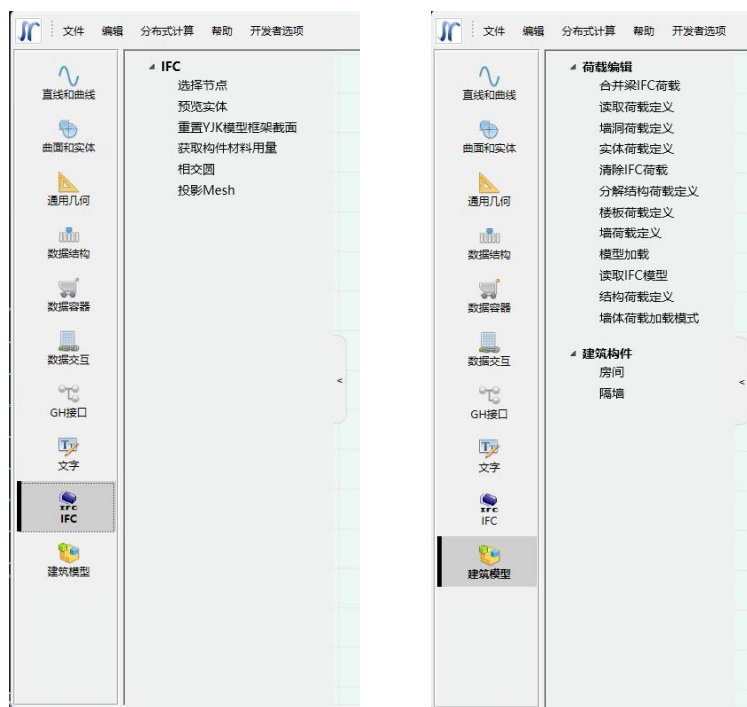 文件 编辑 分布式计算 帮助 开发者选项
直线和曲线
曲面和实体
通用几何
数据结构
数据容器
数据交互
GH接口
文字
IFC
IFC
建筑模型
IFC
选择节点
预览实体
重置YJK模型框架截面
获取构件材料用量
相交圆
投影Mesh
<
文件 编辑 分布式计算 帮助 开发者选项
直线和曲线
曲面和实体
通用几何
数据结构
数据容器
数据交互
GH接口
文字
IFC
IFC
建筑模型
荷载编辑
合并梁IFC荷载
读取荷载定义
墙洞荷载定义
实体荷载定义
清除IFC荷载
分解结构荷载定义
楼板荷载定义
墙荷载定义
模型加载
读取IFC模型
结构荷载定义
墙体荷载加载模式
建筑构件
房间
隔墙
<